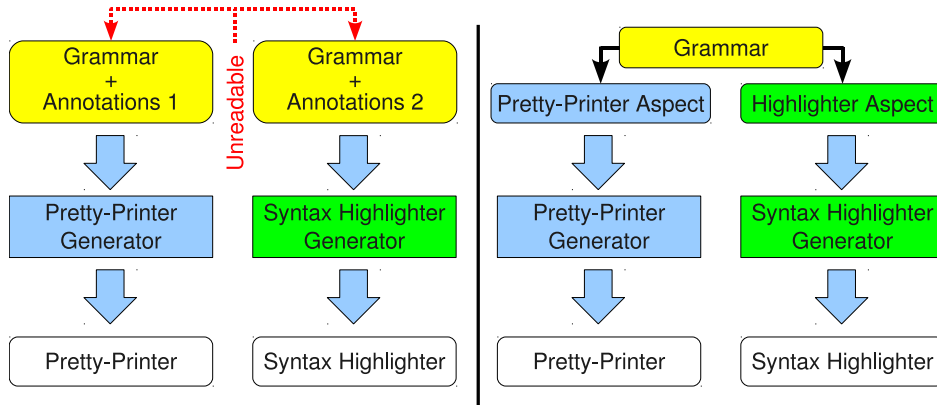 Grammar
+
Annotations 1
Unreadable
Grammar
+
Annotations 2
Pretty-Printer
Generator
Syntax Highlighter
Generator
Pretty-Printer
Syntax Highlighter
Grammar
Pretty-Printer Aspect
Highlighter Aspect
Pretty-Printer
Generator
Syntax Highlighter
Generator
Pretty-Printer
Syntax Highlighter